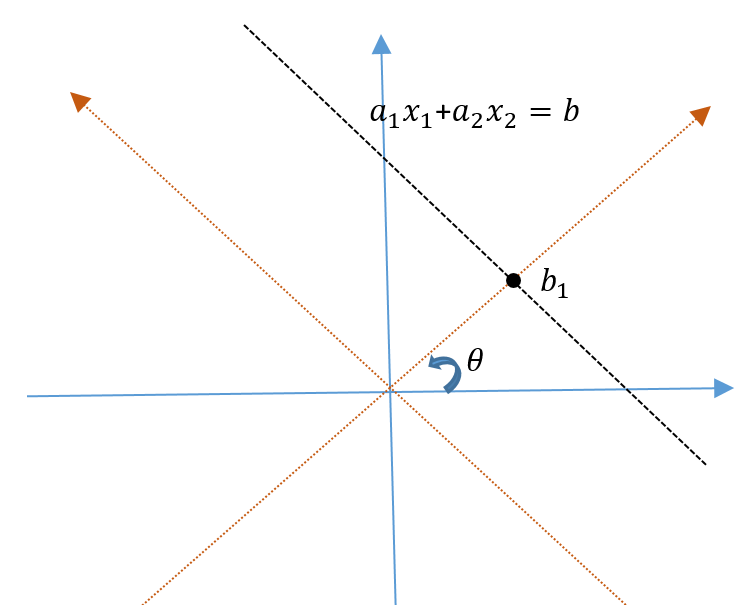 a₁x₁+a₂x₂ = b
b₁
θ